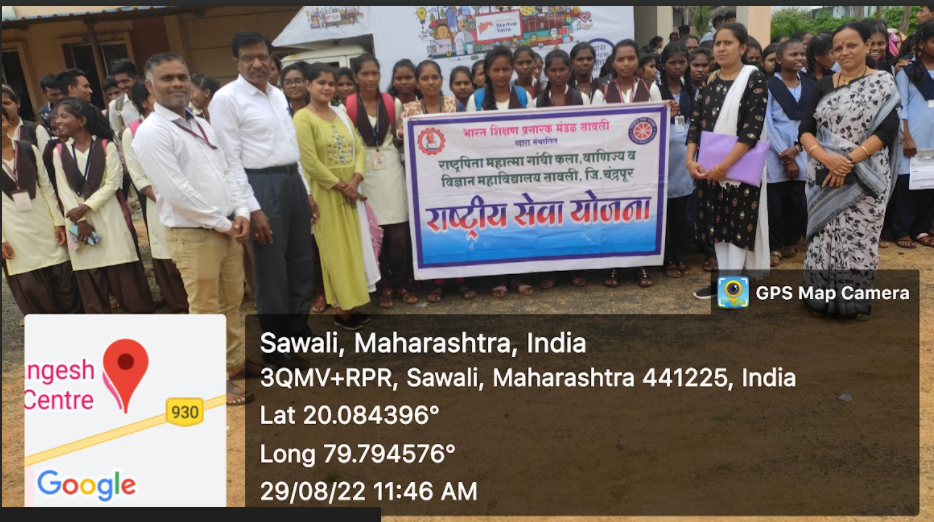 Startup
Yatra
भारत शिक्षण प्रसारक मंडळ सावली
द्वारा संचालित
राष्ट्रपिता महात्मा गांधी कला, वाणिज्य व
विज्ञान महाविद्यालय सावली, जि. चंद्रपूर
राष्ट्रीय सेवा योजना
GPS Map Camera
ngesh
Centre
930
Google
Sawali, Maharashtra, India
3QMV+RPR, Sawali, Maharashtra 441225, India
Lat 20.084396°
Long 79.794576°
29/08/22 11:46 AM